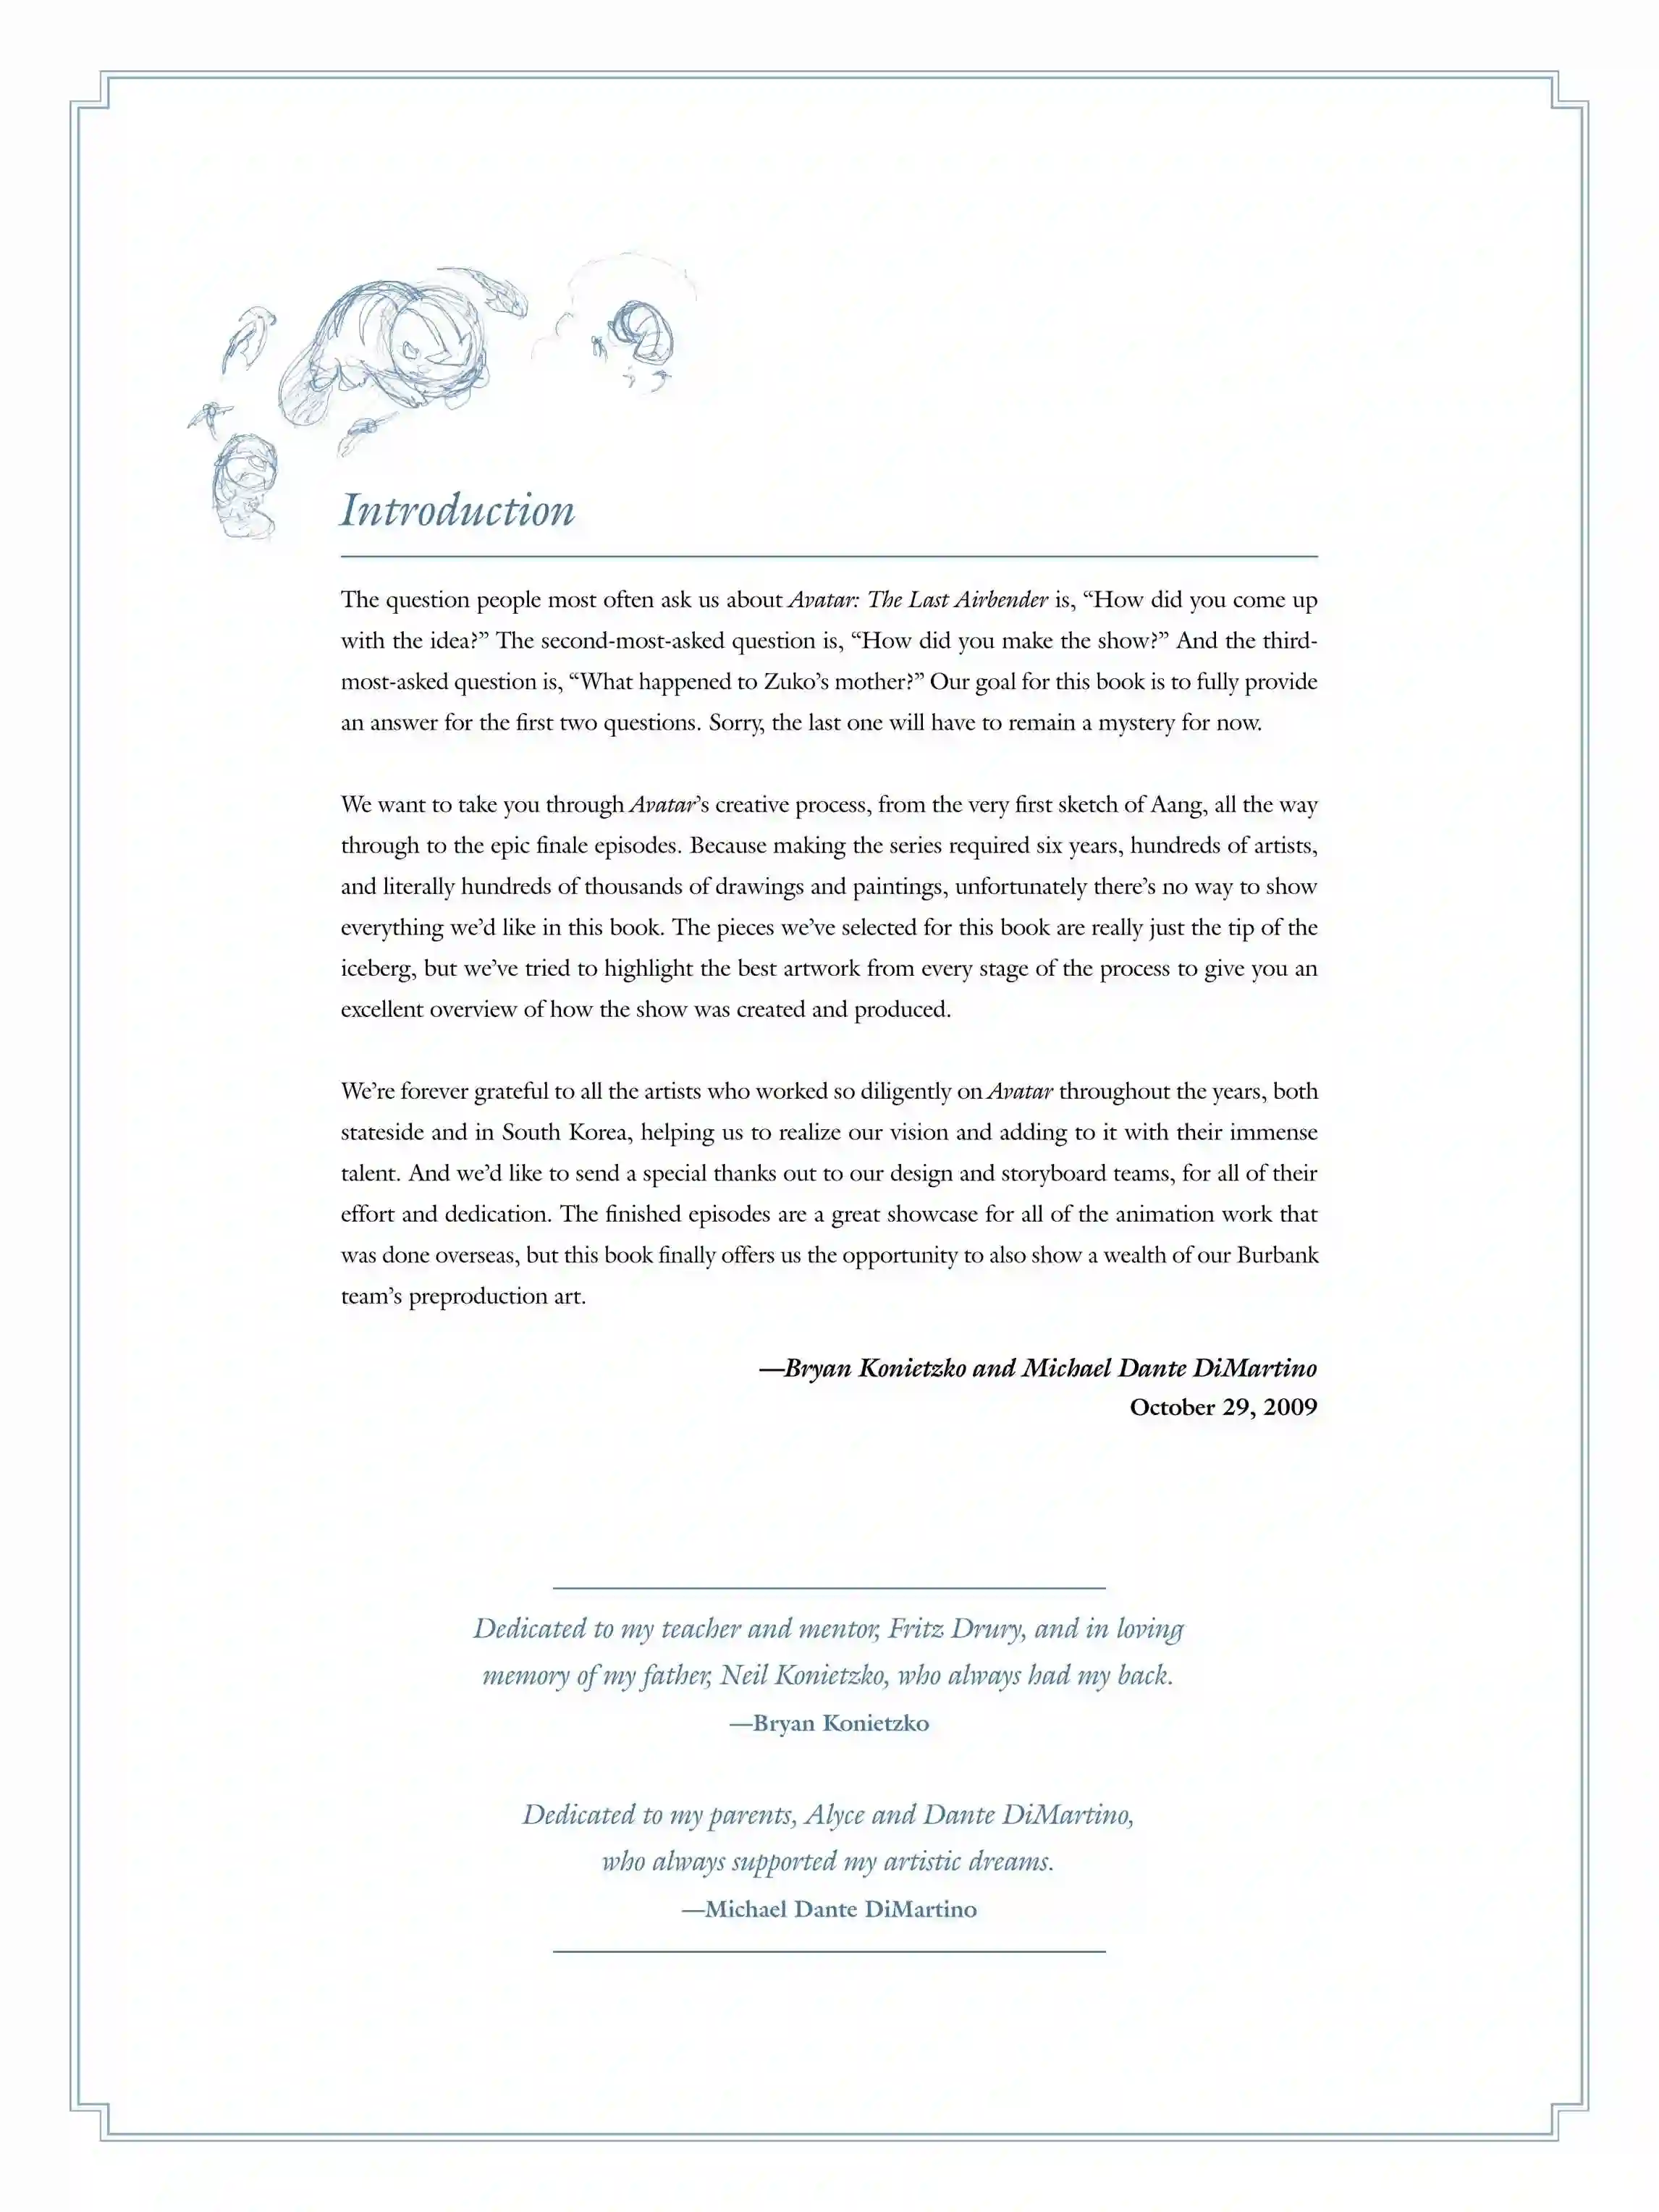 Introduction
The question people most often ask us about Avatar: The Last Airbender is, “How did you come up
with the idea?” The second-most-asked question is, “How did you make the show?” And the third-
most-asked question is, “What happened to Zuko’s mother?” Our goal for this book is to fully provide
an answer for the first two questions. Sorry, the last one will have to remain a mystery for now.
We want to take you through Avatar’s creative process, from the very first sketch of Aang, all the way
through to the epic finale episodes. Because making the series required six years, hundreds of artists,
and literally hundreds of thousands of drawings and paintings, unfortunately there’s no way to show
everything we’d like in this book. The pieces we’ve selected for this book are really just the tip of the
iceberg, but we’ve tried to highlight the best artwork from every stage of the process to give you an
excellent overview of how the show was created and produced.
We’re forever grateful to all the artists who worked so diligently on Avatar throughout the years, both
stateside and in South Korea, helping us to realize our vision and adding to it with their immense
talent. And we’d like to send a special thanks out to our design and storyboard teams, for all of their
effort and dedication. The finished episodes are a great showcase for all of the animation work that
was done overseas, but this book finally offers us the opportunity to also show a wealth of our Burbank
team’s preproduction art.
—Bryan Konietzko and Michael Dante DiMartino
October 29, 2009
Dedicated to my teacher and mentor, Fritz Drury, and in loving
memory of my father, Neil Konietzko, who always had my back.
—Bryan Konietzko
Dedicated to my parents, Alyce and Dante DiMartino,
who always supported my artistic dreams.
—Michael Dante DiMartino